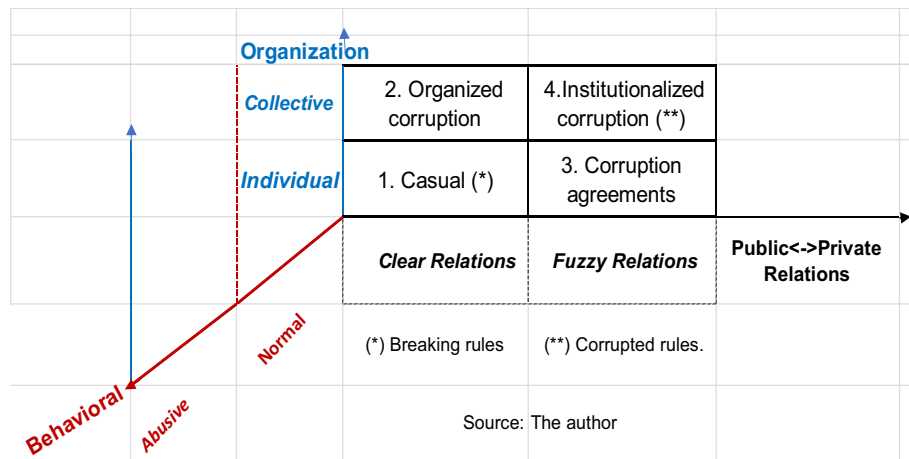 Organization
Collective
2. Organized
corruption
4.Institutionalized
corruption (**)
Individual
1. Casual (*)
3. Corruption
agreements
Clear Relations
Fuzzy Relations
Public<->Private
Relations
Normal
(*) Breaking rules
(**) Corrupted rules.
Behavioral
Abusive
Source: The author